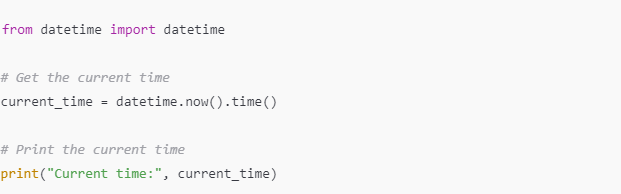 from datetime import datetime
# Get the current time
current_time = datetime.now().time()
# Print the current time
print("Current time:", current_time)